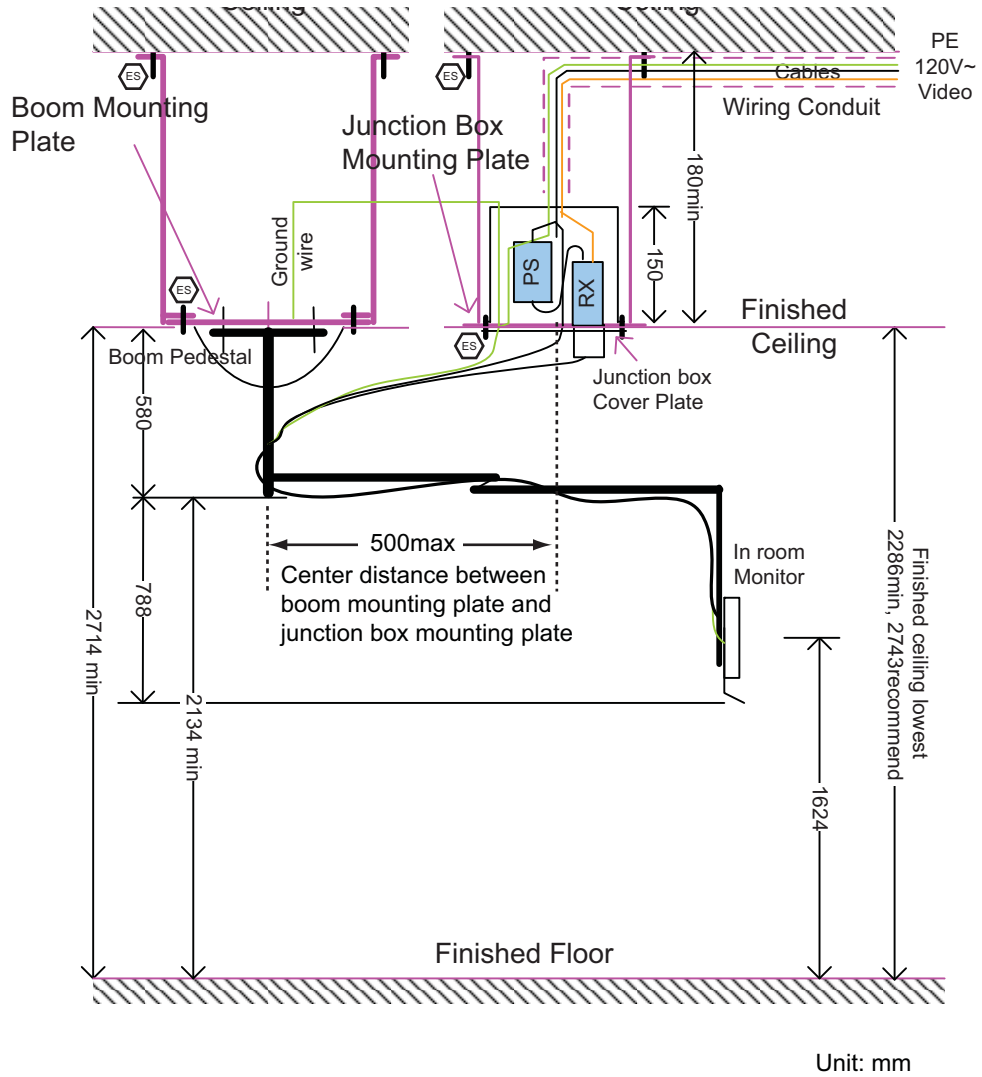 Ceiling
Ceiling
ES
ES
PE
120V~
Video
Cables
Wiring Conduit
Boom Mounting
Plate
Junction Box
Mounting Plate
180min
150
Ground
wire
PS
RX
ES
ES
Finished
Ceiling
Boom Pedestal
Junction box
Cover Plate
580
500max
Center distance between
boom mounting plate and
junction box mounting plate
In room
Monitor
788
2714 min
2134 min
1624
Finished ceiling lowest
2286min, 2743recommend
Finished Floor
Unit: mm